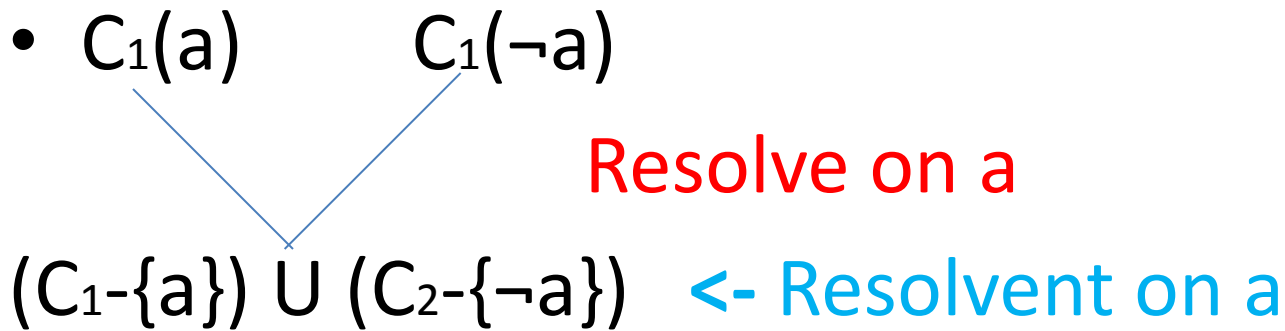 • C₁(a) C₁(¬a)
Resolve on a
(C₁-{a}) U (C₂-{¬a}) <- Resolvent on a